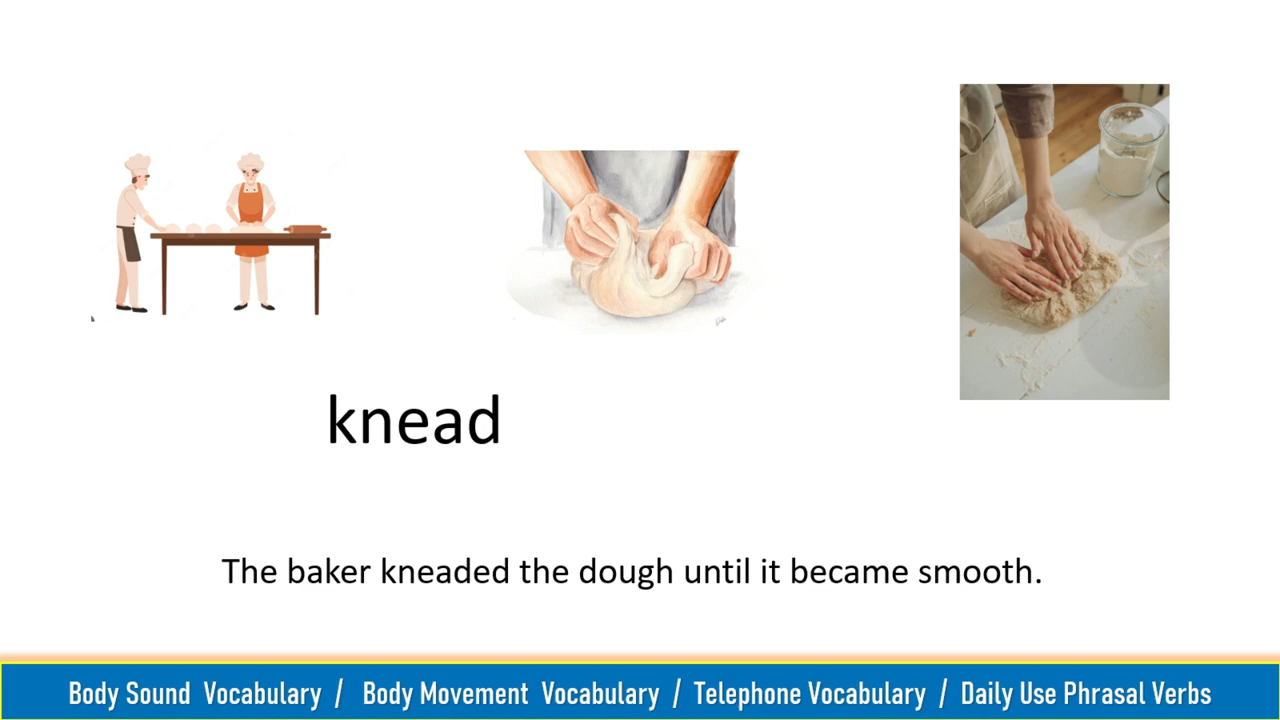 knead
The baker kneaded the dough until it became smooth.
Body Sound Vocabulary / Body Movement Vocabulary / Telephone Vocabulary / Daily Use Phrasal Verbs